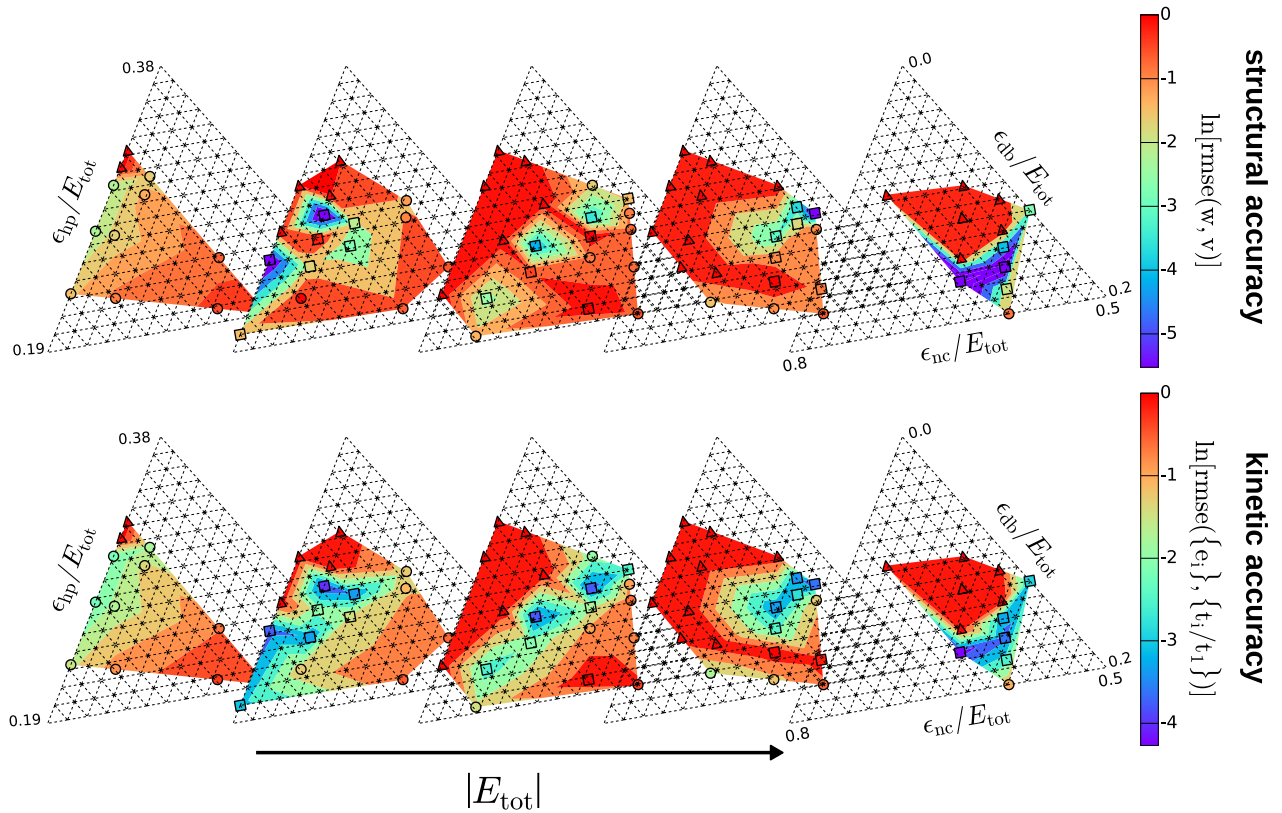 0.38
ϵhp/Etot
0.19
0.0
ϵdb/Etot
0.2
0.5
ϵnc/Etot
0.8
0
-1
-2
-3
-4
-5
ln[rmse(w, v)]
structural accuracy
0.38
ϵhp/Etot
0.19
0.0
ϵdb/Etot
0.2
0.5
ϵnc/Etot
0.8
0
-1
-2
-3
-4
ln[rmse({ei}, {ti/t1})]
kinetic accuracy
|Etot|